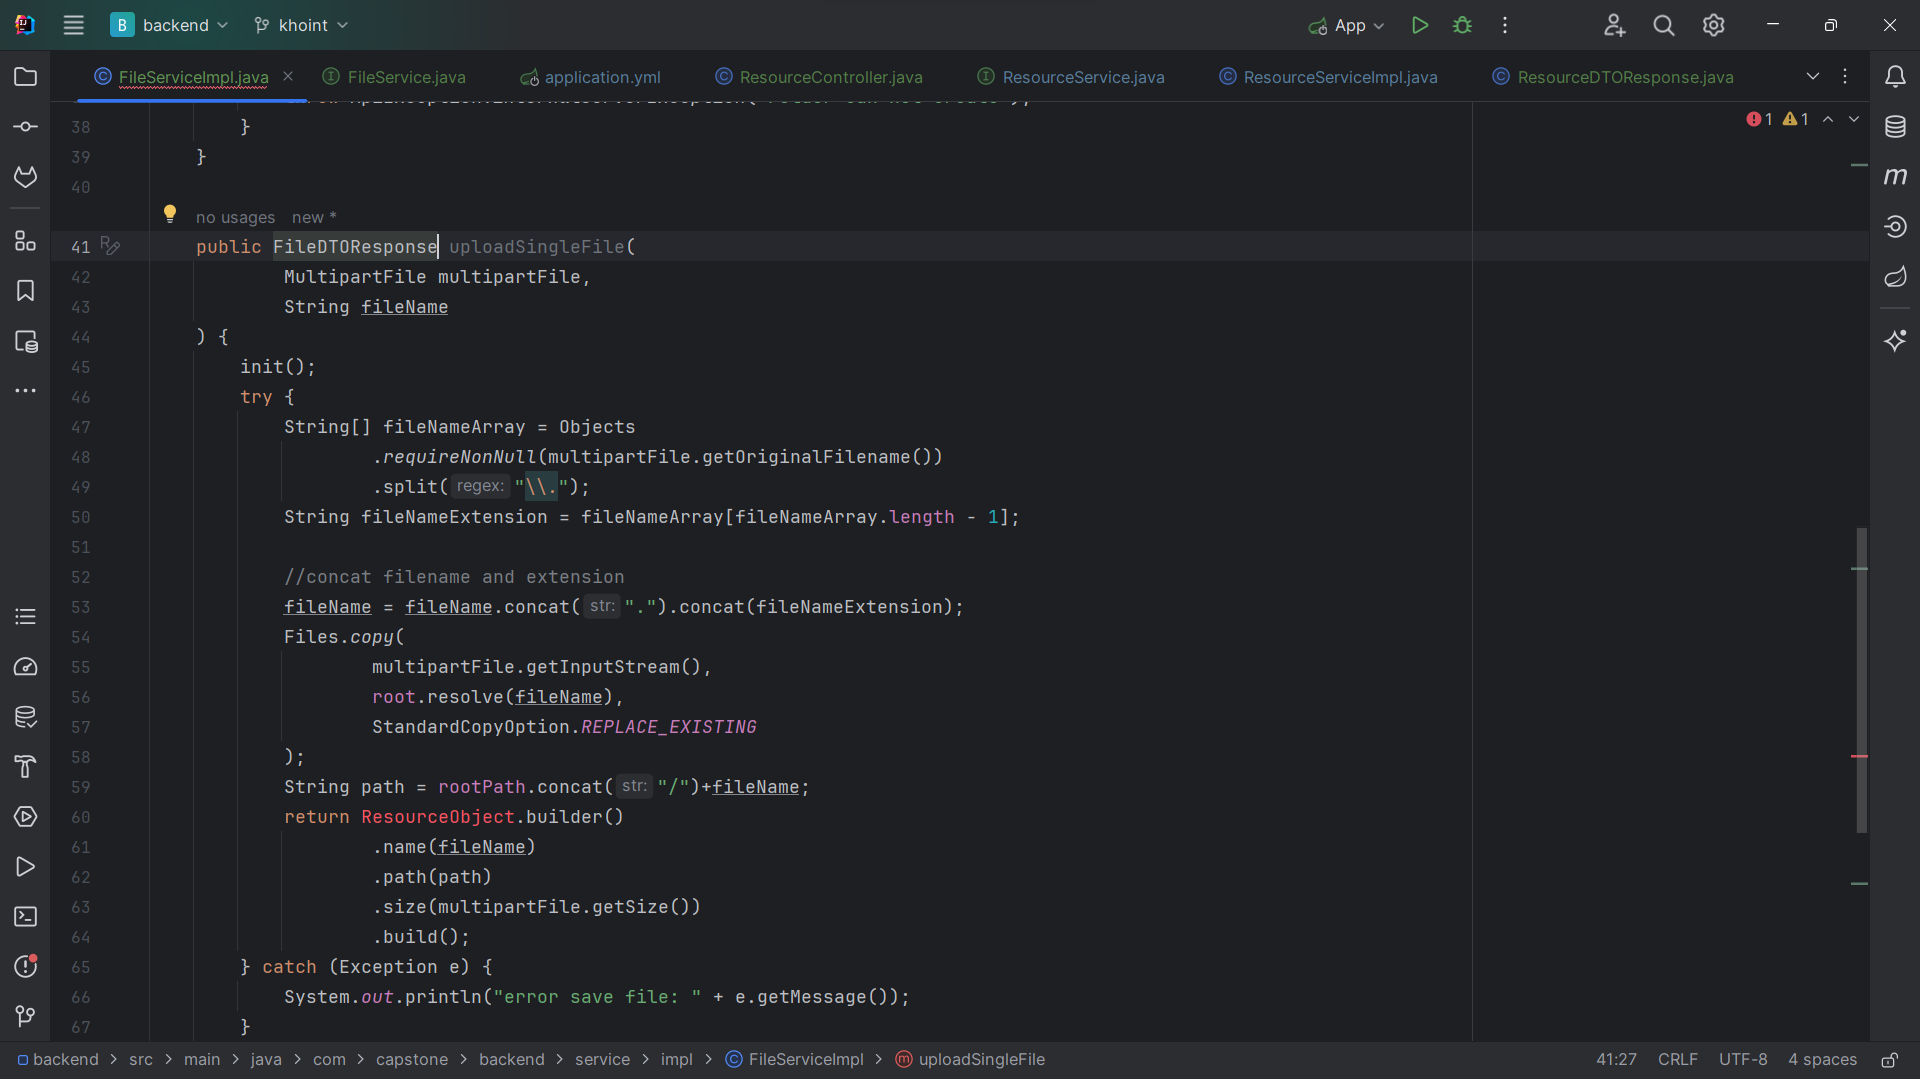 B backend khoint App
FileServiceImpl.java FileService.java application.yml ResourceController.java ResourceService.java ResourceServiceImpl.java ResourceDTOResponse.java
1 1
38 }
39 }
40
no usages new *
41 public FileDTOResponse uploadSingleFile(
42 MultipartFile multipartFile,
43 String fileName
44 ) {
45 init();
46 try {
47 String[] fileNameArray = Objects
48 .requireNonNull(multipartFile.getOriginalFilename())
49 .split( regex: "\\.");
50 String fileNameExtension = fileNameArray[fileNameArray.length - 1];
51
52 //concat filename and extension
53 fileName = fileName.concat( str: ".").concat(fileNameExtension);
54 Files.copy(
55 multipartFile.getInputStream(),
56 root.resolve(fileName),
57 StandardCopyOption.REPLACE_EXISTING
58 );
59 String path = rootPath.concat( str: "/")+fileName;
60 return ResourceObject.builder()
61 .name(fileName)
62 .path(path)
63 .size(multipartFile.getSize())
64 .build();
65 } catch (Exception e) {
66 System.out.println("error save file: " + e.getMessage());
67 }
backend > src > main > java > com > capstone > backend > service > impl > FileServiceImpl > uploadSingleFile 41:27 CRLF UTF-8 4 spaces